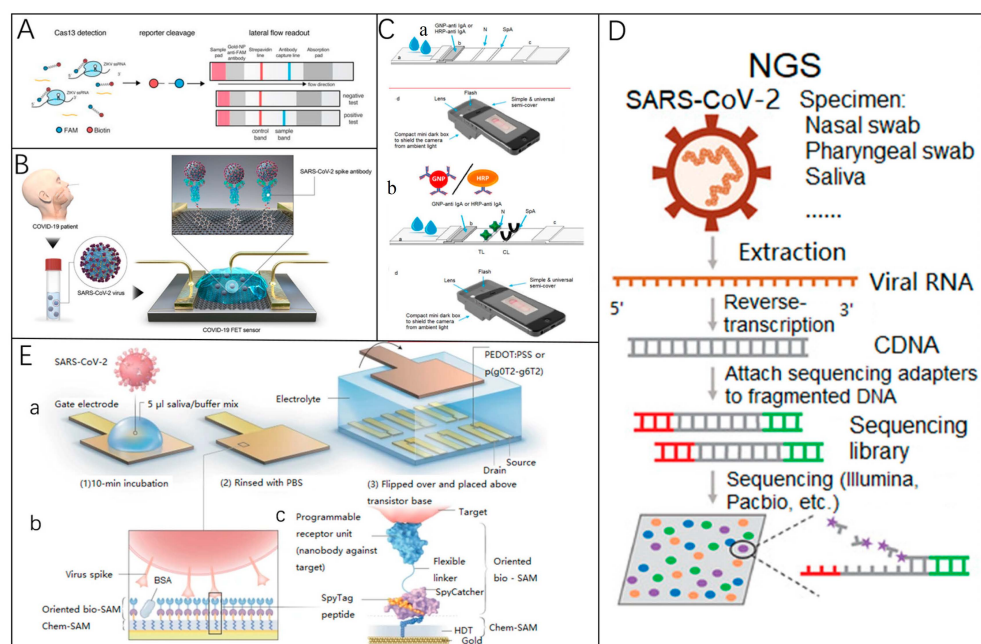 A
Cas13 detection
reporter cleavage
lateral flow readout
Sample pad
Gold-NP anti-FAM antibody
Streptavidin line
Antibody capture line
Absorption pad
ZIKV ssRNA
3'
flow direction
ZIKV ssRNA
negative test
positive test
control band
sample band
FAM
Biotin
B
COVID-19 patient
SARS-CoV-2 virus
SARS-CoV-2 spike antibody
COVID-19 FET sensor
C
a
GNP-anti IgA or
HRP-anti IgA
a
b
N
SpA
c
d
Lens
Flash
Simple & universal
semi-cover
Compact mini dark box
to shield the camera
from ambient light
b
GNP
/
HRP
GNP-anti IgA or HRP-anti IgA
a
b
N
SpA
c
TL
CL
d
Lens
Flash
Simple & universal
semi-cover
Compact mini dark box
to shield the camera
from ambient light
D
NGS
SARS-CoV-2
Specimen:
Nasal swab
Pharyngeal swab
Saliva
......
Extraction
Viral RNA
5'
3'
Reverse-
transcription
CDNA
Attach sequencing adapters
to fragmented DNA
Sequencing
library
Sequencing (Illumina,
Pacbio, etc.)
E
SARS-CoV-2
a
Gate electrode
5 µl saliva/buffer mix
Electrolyte
PEDOT:PSS or
p(g0T2-g6T2)
Source
Drain
(1)10-min incubation
(2) Rinsed with PBS
(3) Flipped over and placed above
transistor base
b
Virus spike
BSA
Oriented bio-SAM
Chem-SAM
c
Programmable
receptor unit
(nanobody against
target)
Target
Flexible
linker
Oriented
bio - SAM
SpyCatcher
SpyTag
peptide
Chem-SAM
HDT
Gold